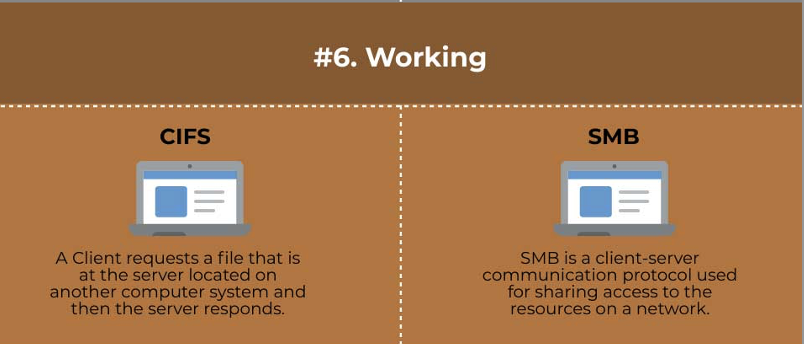 #6. Working
CIFS
A Client requests a file that is
at the server located on
another computer system and
then the server responds.
SMB
SMB is a client-server
communication protocol used
for sharing access to the
resources on a network.